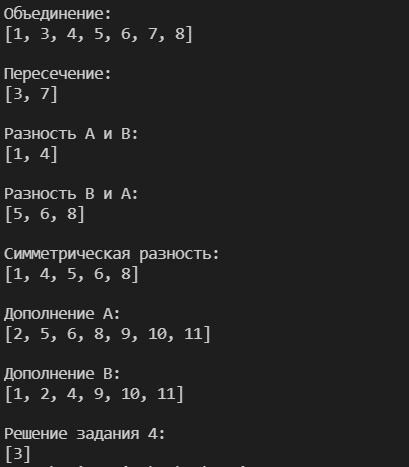 Объединение:
[1, 3, 4, 5, 6, 7, 8]
Пересечение:
[3, 7]
Разность А и В:
[1, 4]
Разность В и А:
[5, 6, 8]
Симметрическая разность:
[1, 4, 5, 6, 8]
Дополнение А:
[2, 5, 6, 8, 9, 10, 11]
Дополнение В:
[1, 2, 4, 9, 10, 11]
Решение задания 4:
[3]